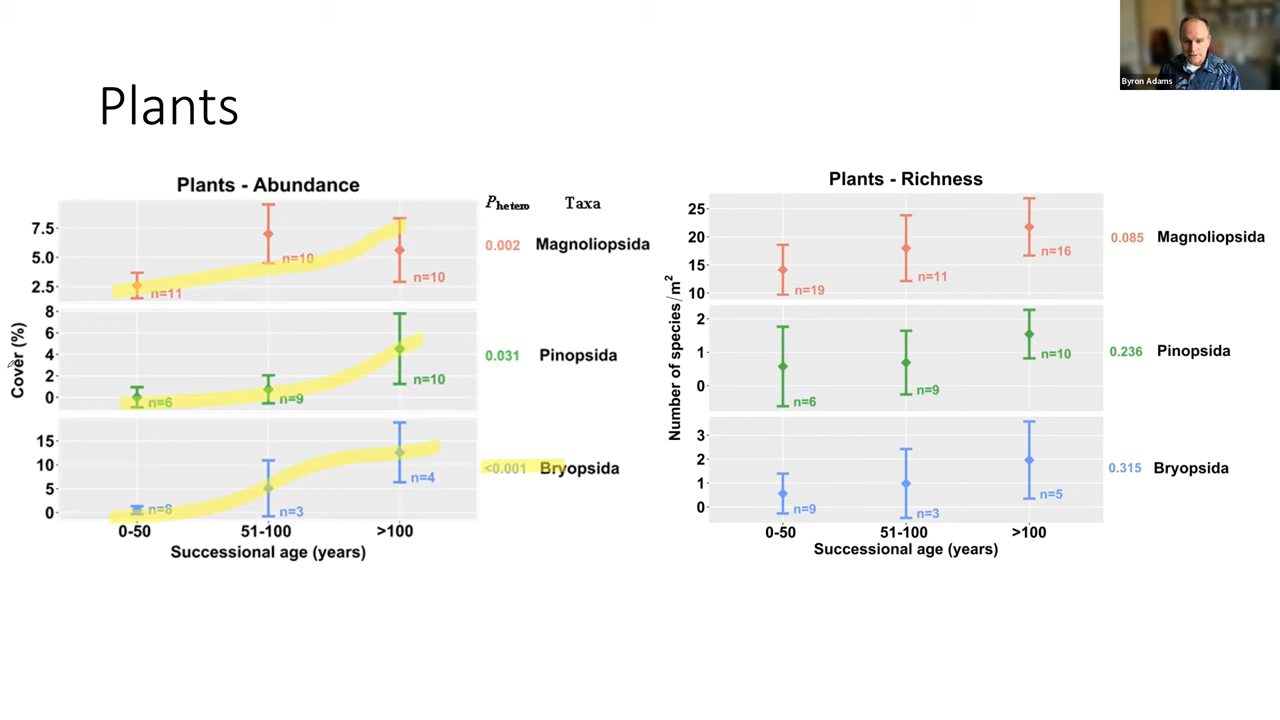 Byron Adams
Plants
Plants - Abundance
Phetero Taxa
Cover (%)
7.5
5.0
2.5
n=11
n=10
n=10
0.002 Magnoliopsida
8
6
4
2
0
n=6
n=9
n=10
0.031 Pinopsida
15
10
5
0
n=8
n=3
n=4
<0.001 Bryopsida
0-50 51-100 >100
Successional age (years)
Plants - Richness
Number of species/m²
25
20
15
10
n=19
n=11
n=16
0.085 Magnoliopsida
2
1
0
n=6
n=9
n=10
0.236 Pinopsida
3
2
1
0
n=9
n=3
n=5
0.315 Bryopsida
0-50 51-100 >100
Successional age (years)